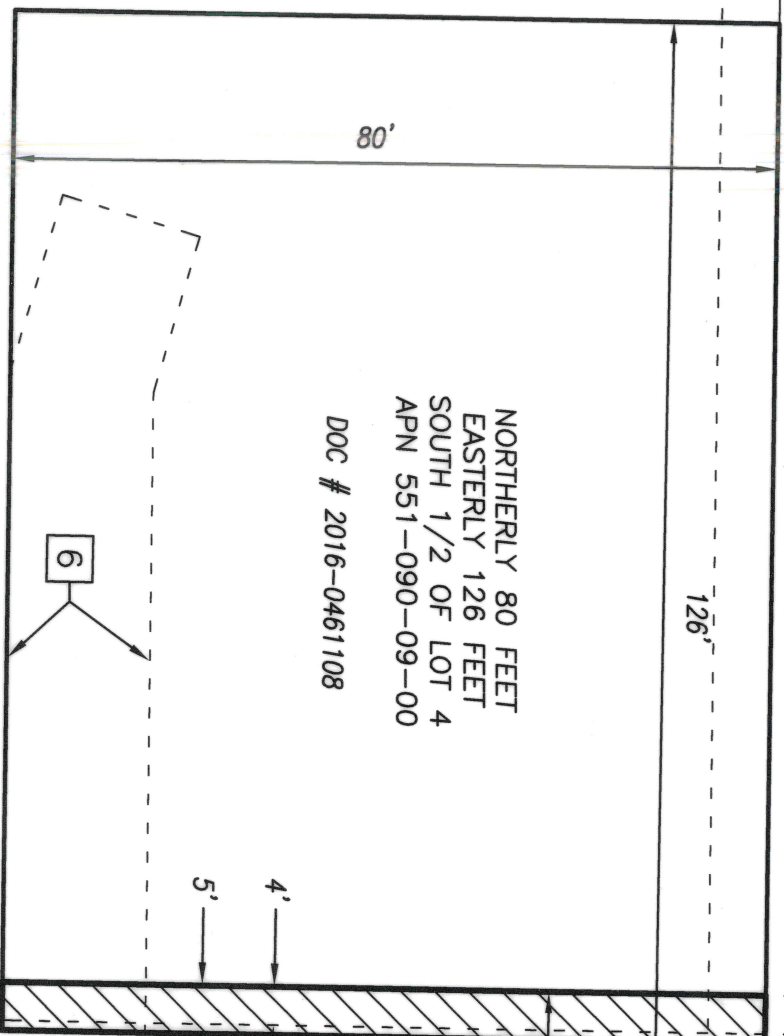 80'
126'
NORTHERLY 80 FEET
EASTERLY 126 FEET
SOUTH 1/2 OF LOT 4
APN 551-090-09-00
DOC # 2016-0461108
6
4'
5'